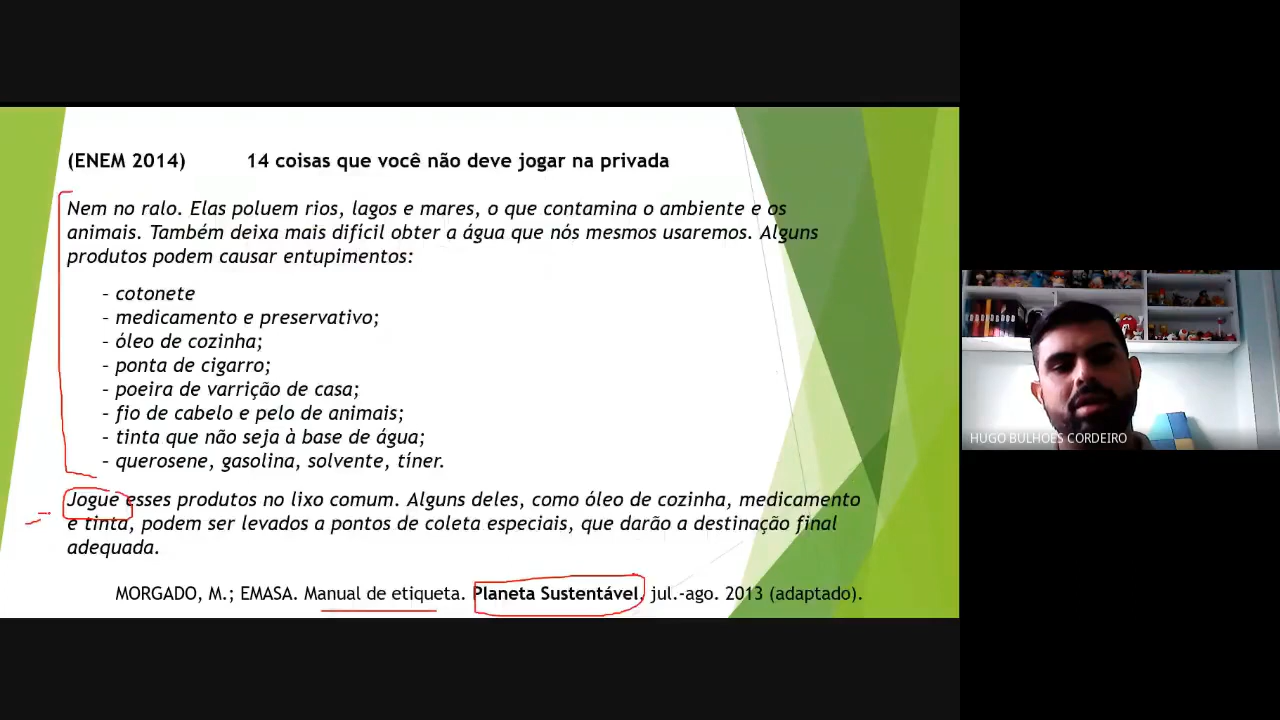 (ENEM 2014) 14 coisas que você não deve jogar na privada
Nem no ralo. Elas poluem rios, lagos e mares, o que contamina o ambiente e os
animais. Também deixa mais difícil obter a água que nós mesmos usaremos. Alguns
produtos podem causar entupimentos:
– cotonete
– medicamento e preservativo;
– óleo de cozinha;
– ponta de cigarro;
– poeira de varrição de casa;
– fio de cabelo e pelo de animais;
– tinta que não seja à base de água;
– querosene, gasolina, solvente, tíner.
Jogue esses produtos no lixo comum. Alguns deles, como óleo de cozinha, medicamento
e tinta, podem ser levados a pontos de coleta especiais, que darão a destinação final
adequada.
MORGADO, M.; EMASA. Manual de etiqueta. Planeta Sustentável, jul.-ago. 2013 (adaptado).
HUGO BULHÕES CORDEIRO